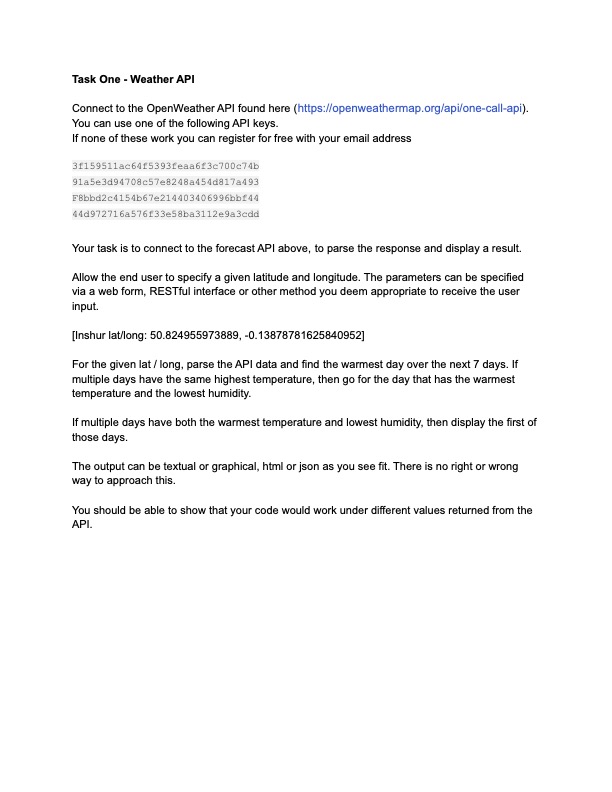 Task One - Weather API
Connect to the OpenWeather API found here (https://openweathermap.org/api/one-call-api).
You can use one of the following API keys.
If none of these work you can register for free with your email address
3f159511ac64f5393feaa6f3c700c74b
91a5e3d94708c57e8248a454d817a493
F8bbd2c4154b67e214403406996bbf44
44d972716a576f33e58ba3112e9a3cdd
Your task is to connect to the forecast API above, to parse the response and display a result.
Allow the end user to specify a given latitude and longitude. The parameters can be specified
via a web form, RESTful interface or other method you deem appropriate to receive the user
input.
[Inshur lat/long: 50.824955973889, -0.13878781625840952]
For the given lat / long, parse the API data and find the warmest day over the next 7 days. If
multiple days have the same highest temperature, then go for the day that has the warmest
temperature and the lowest humidity.
If multiple days have both the warmest temperature and lowest humidity, then display the first of
those days.
The output can be textual or graphical, html or json as you see fit. There is no right or wrong
way to approach this.
You should be able to show that your code would work under different values returned from the
API.